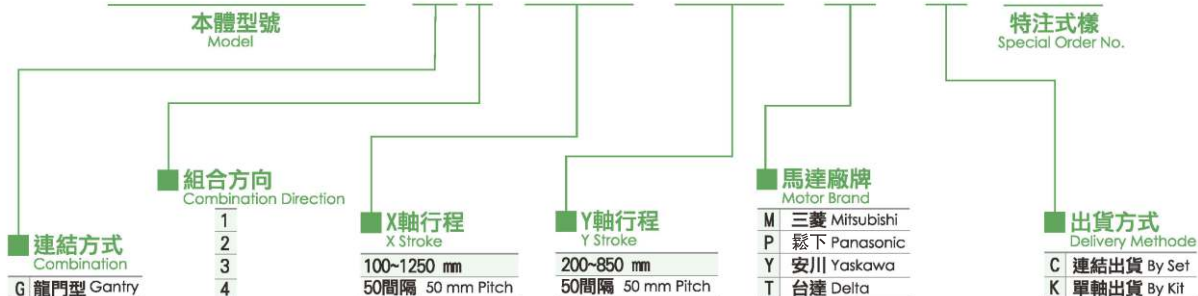 本體型號
Model
特注式樣
Special Order No.
組合方向
Combination Direction
1
2
3
4
連結方式
Combination
G 龍門型 Gantry
X軸行程
X Stroke
100~1250 mm
50間隔 50 mm Pitch
Y軸行程
Y Stroke
200~850 mm
50間隔 50 mm Pitch
馬達廠牌
Motor Brand
M 三菱 Mitsubishi
P 鬆下 Panasonic
Y 安川 Yaskawa
T 台達 Delta
出貨方式
Delivery Methode
C 連結出貨 By Set
K 單軸出貨 By Kit